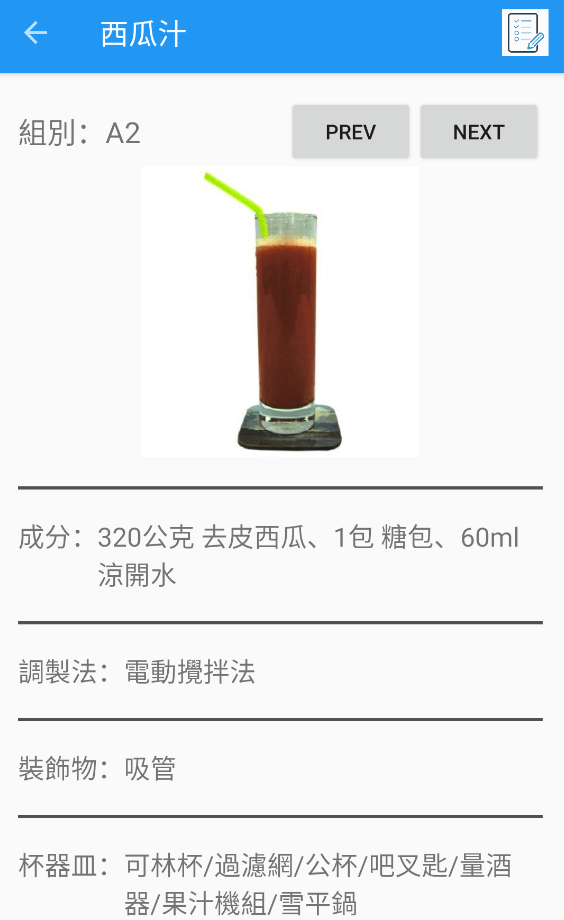 西瓜汁
組別：A2
PREV
NEXT
成分：320公克 去皮西瓜、1包 糖包、60ml
涼開水
調製法：電動攪拌法
裝飾物：吸管
杯器皿：可林杯/過濾網/公杯/吧叉匙/量酒
器/果汁機組/雪平鍋